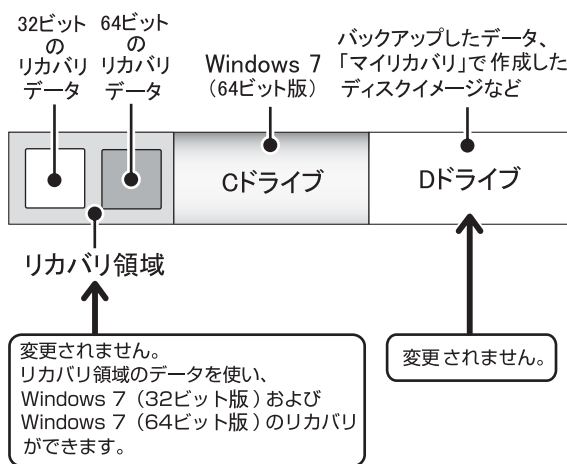 32ビット
の
リカバリ
データ
64ビット
の
リカバリ
データ
Windows 7
（64ビット版）
バックアップしたデータ、
「マイリカバリ」で作成した
ディスクイメージなど
Cドライブ
Dドライブ
リカバリ領域
変更されません。
リカバリ領域のデータを使い、
Windows 7（32ビット版）および
Windows 7（64ビット版）のリカバリ
ができます。
変更されません。